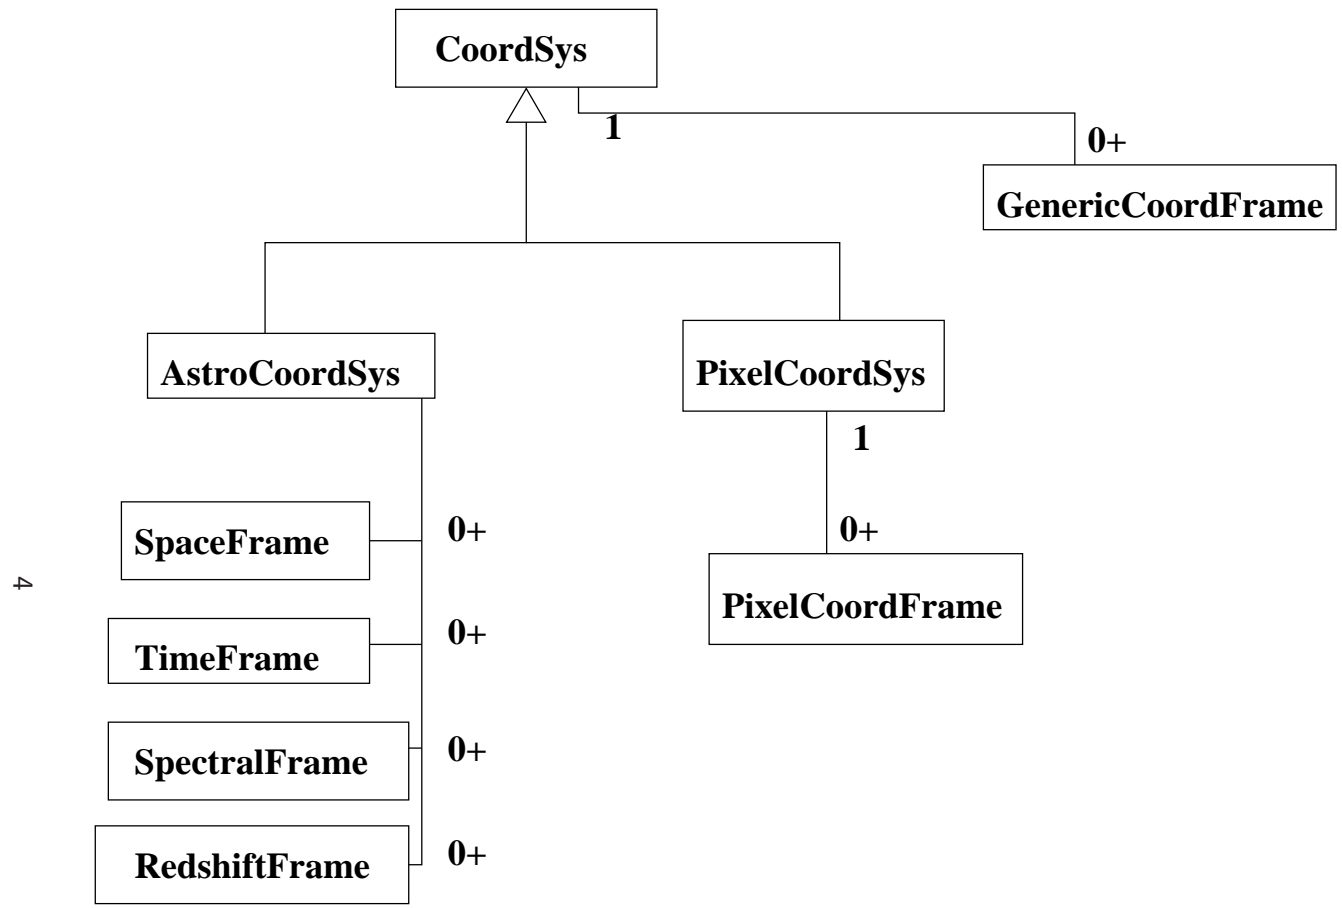 CoordSys
1
0+
GenericCoordFrame
AstroCoordSys
PixelCoordSys
1
0+
SpaceFrame
0+
PixelCoordFrame
TimeFrame
0+
SpectralFrame
0+
RedshiftFrame
0+
4